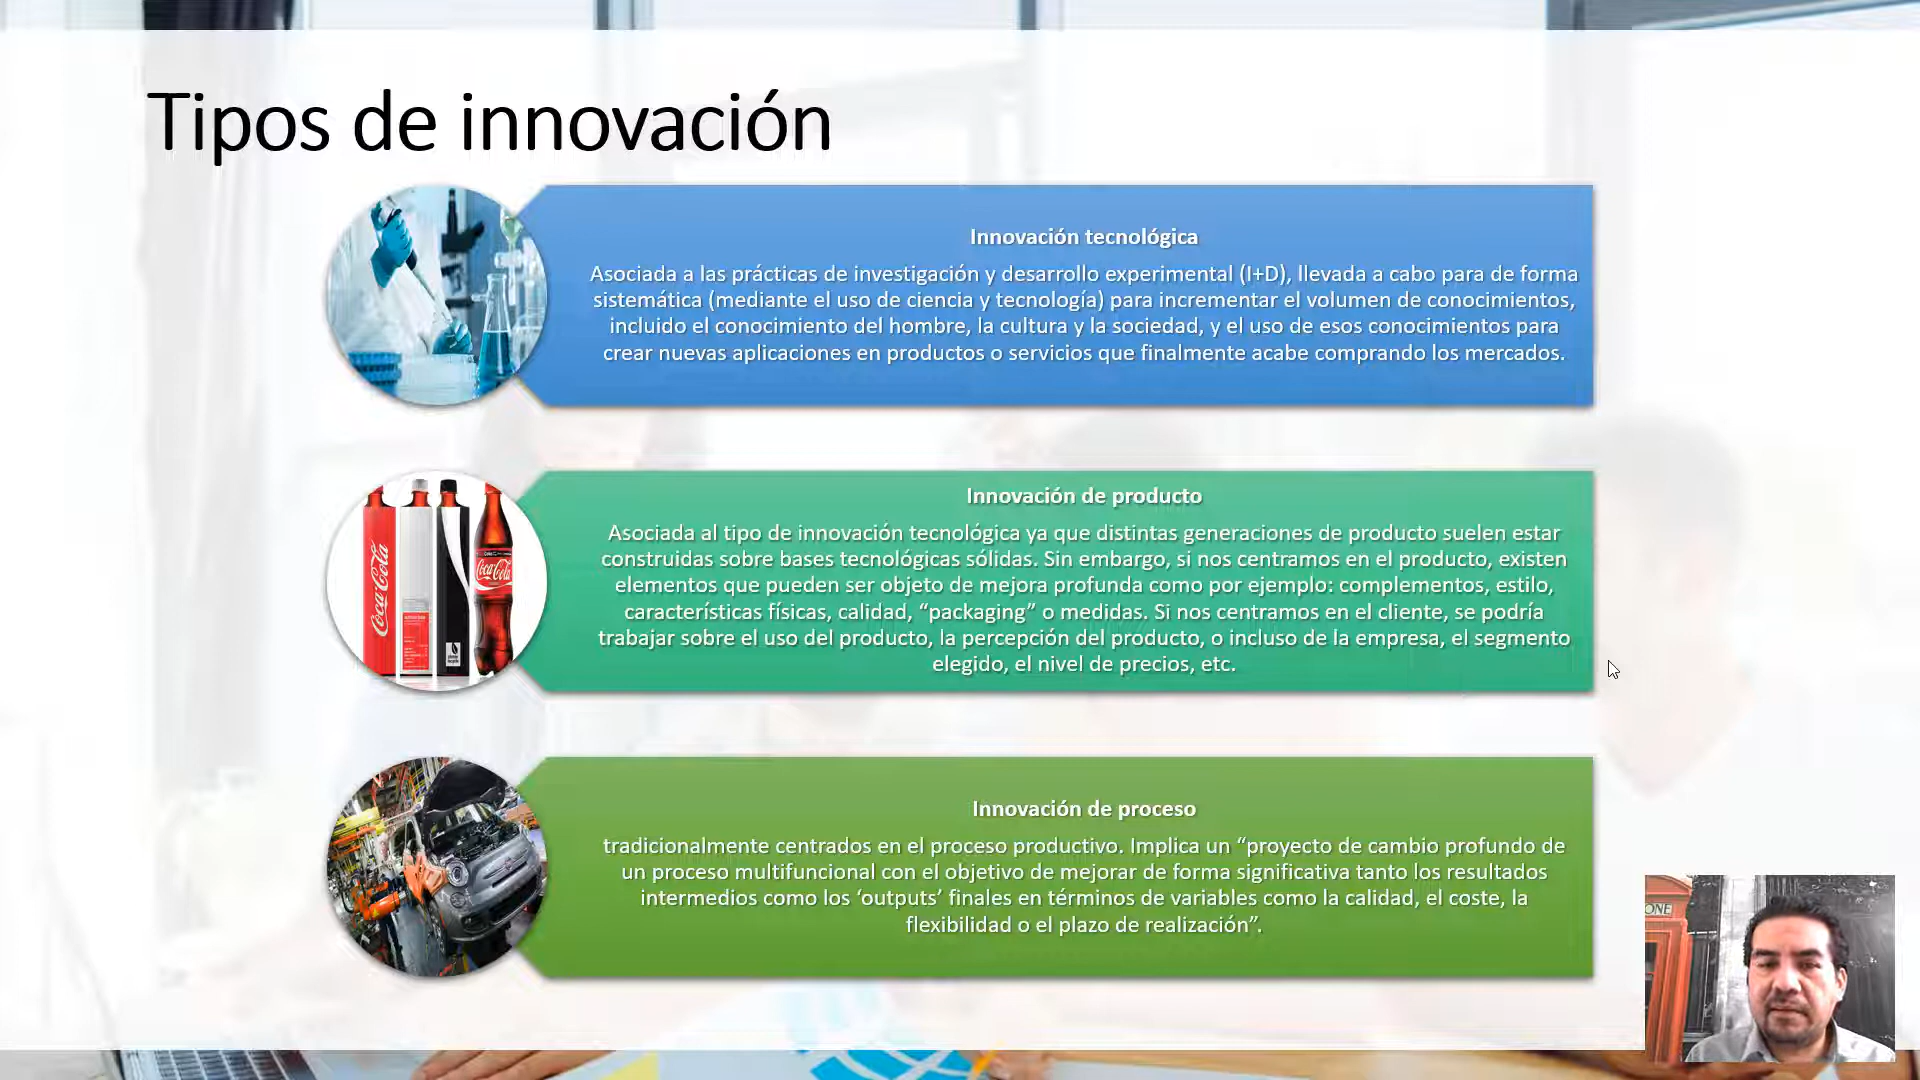 Tipos de innovación
Innovación tecnológica
Asociada a las prácticas de investigación y desarrollo experimental (I+D), llevada a cabo para de forma
sistemática (mediante el uso de ciencia y tecnología) para incrementar el volumen de conocimientos,
incluido el conocimiento del hombre, la cultura y la sociedad, y el uso de esos conocimientos para
crear nuevas aplicaciones en productos o servicios que finalmente acabe comprando los mercados.
Coca-Cola
Coca-Cola
Innovación de producto
Asociada al tipo de innovación tecnológica ya que distintas generaciones de producto suelen estar
construidas sobre bases tecnológicas sólidas. Sin embargo, si nos centramos en el producto, existen
elementos que pueden ser objeto de mejora profunda como por ejemplo: complementos, estilo,
características físicas, calidad, “packaging” o medidas. Si nos centramos en el cliente, se podría
trabajar sobre el uso del producto, la percepción del producto, o incluso de la empresa, el segmento
elegido, el nivel de precios, etc.
Innovación de proceso
tradicionalmente centrados en el proceso productivo. Implica un “proyecto de cambio profundo de
un proceso multifuncional con el objetivo de mejorar de forma significativa tanto los resultados
intermedios como los ‘outputs’ finales en términos de variables como la calidad, el coste, la
flexibilidad o el plazo de realización”.
ONE